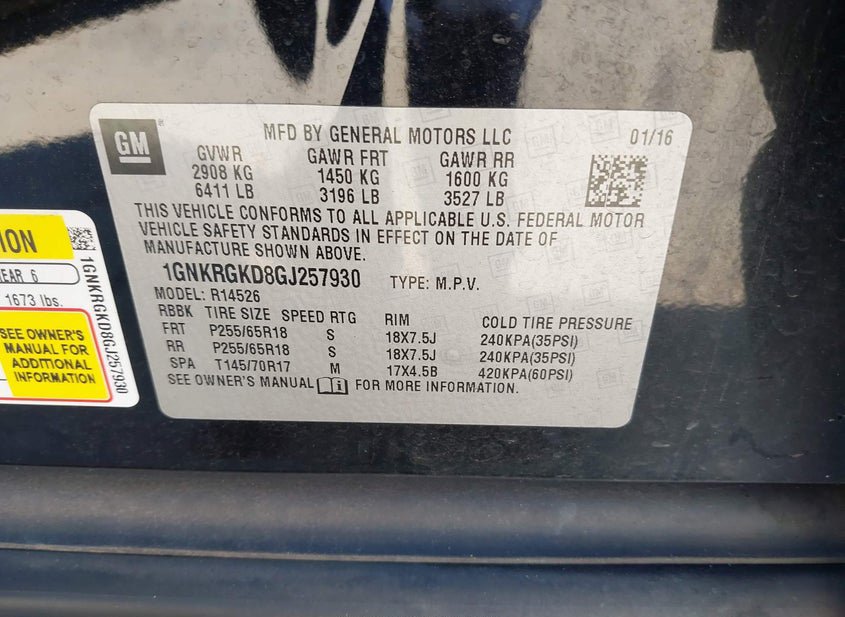 GM
MFD BY GENERAL MOTORS LLC 01/16
GVWR GAWR FRT GAWR RR
2908 KG 1450 KG 1600 KG
6411 LB 3196 LB 3527 LB
THIS VEHICLE CONFORMS TO ALL APPLICABLE U.S. FEDERAL MOTOR
VEHICLE SAFETY STANDARDS IN EFFECT ON THE DATE OF
MANUFACTURE SHOWN ABOVE.
1GNKRGKD8GJ257930 TYPE: M.P.V.
MODEL: R14526
RBBK TIRE SIZE SPEED RTG RIM COLD TIRE PRESSURE
FRT P255/65R18 S 18X7.5J 240KPA(35PSI)
RR P255/65R18 S 18X7.5J 240KPA(35PSI)
SPA T145/70R17 M 17X4.5B 420KPA(60PSI)
SEE OWNER'S MANUAL FOR MORE INFORMATION.
6
1673 lbs.
SEE OWNER'S
MANUAL FOR
ADDITIONAL
INFORMATION
1GNKRGKD8GJ257930